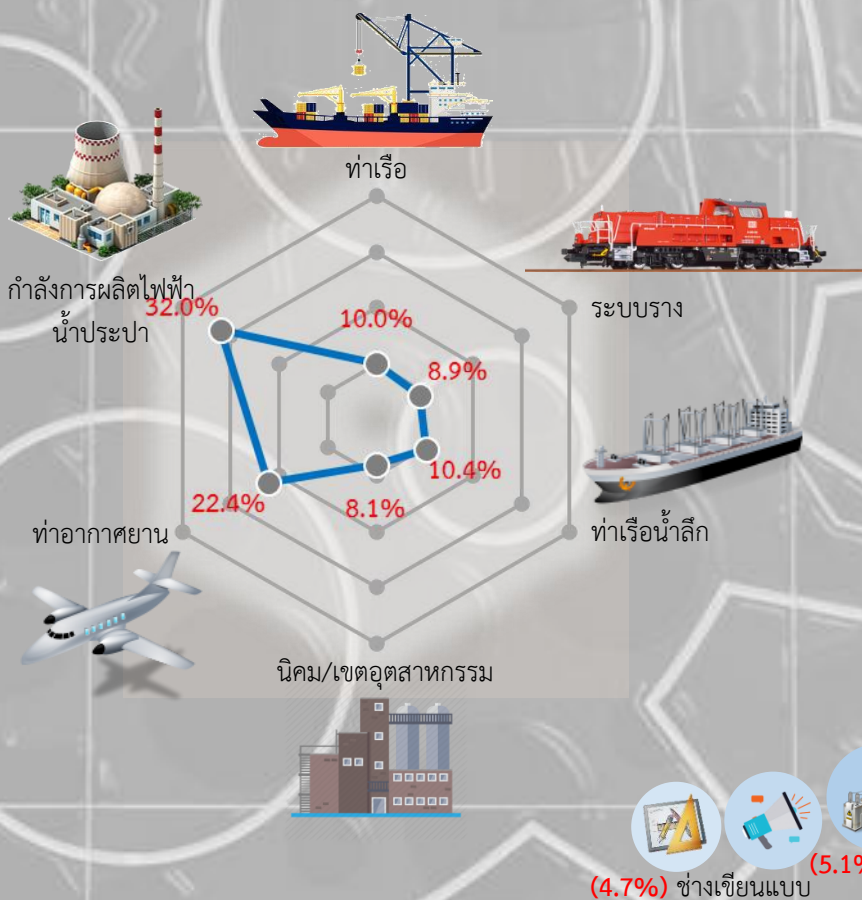 ท่าเรือ
ระบบราง
กำลังการผลิตไฟฟ้า
น้ำประปา
32.0%
10.0%
8.9%
10.4%
8.1%
22.4%
ท่าอากาศยาน
ท่าเรือน้ำลึก
นิคม/เขตอุตสาหกรรม
(5.1%
(4.7%) ช่างเขียนแบบ